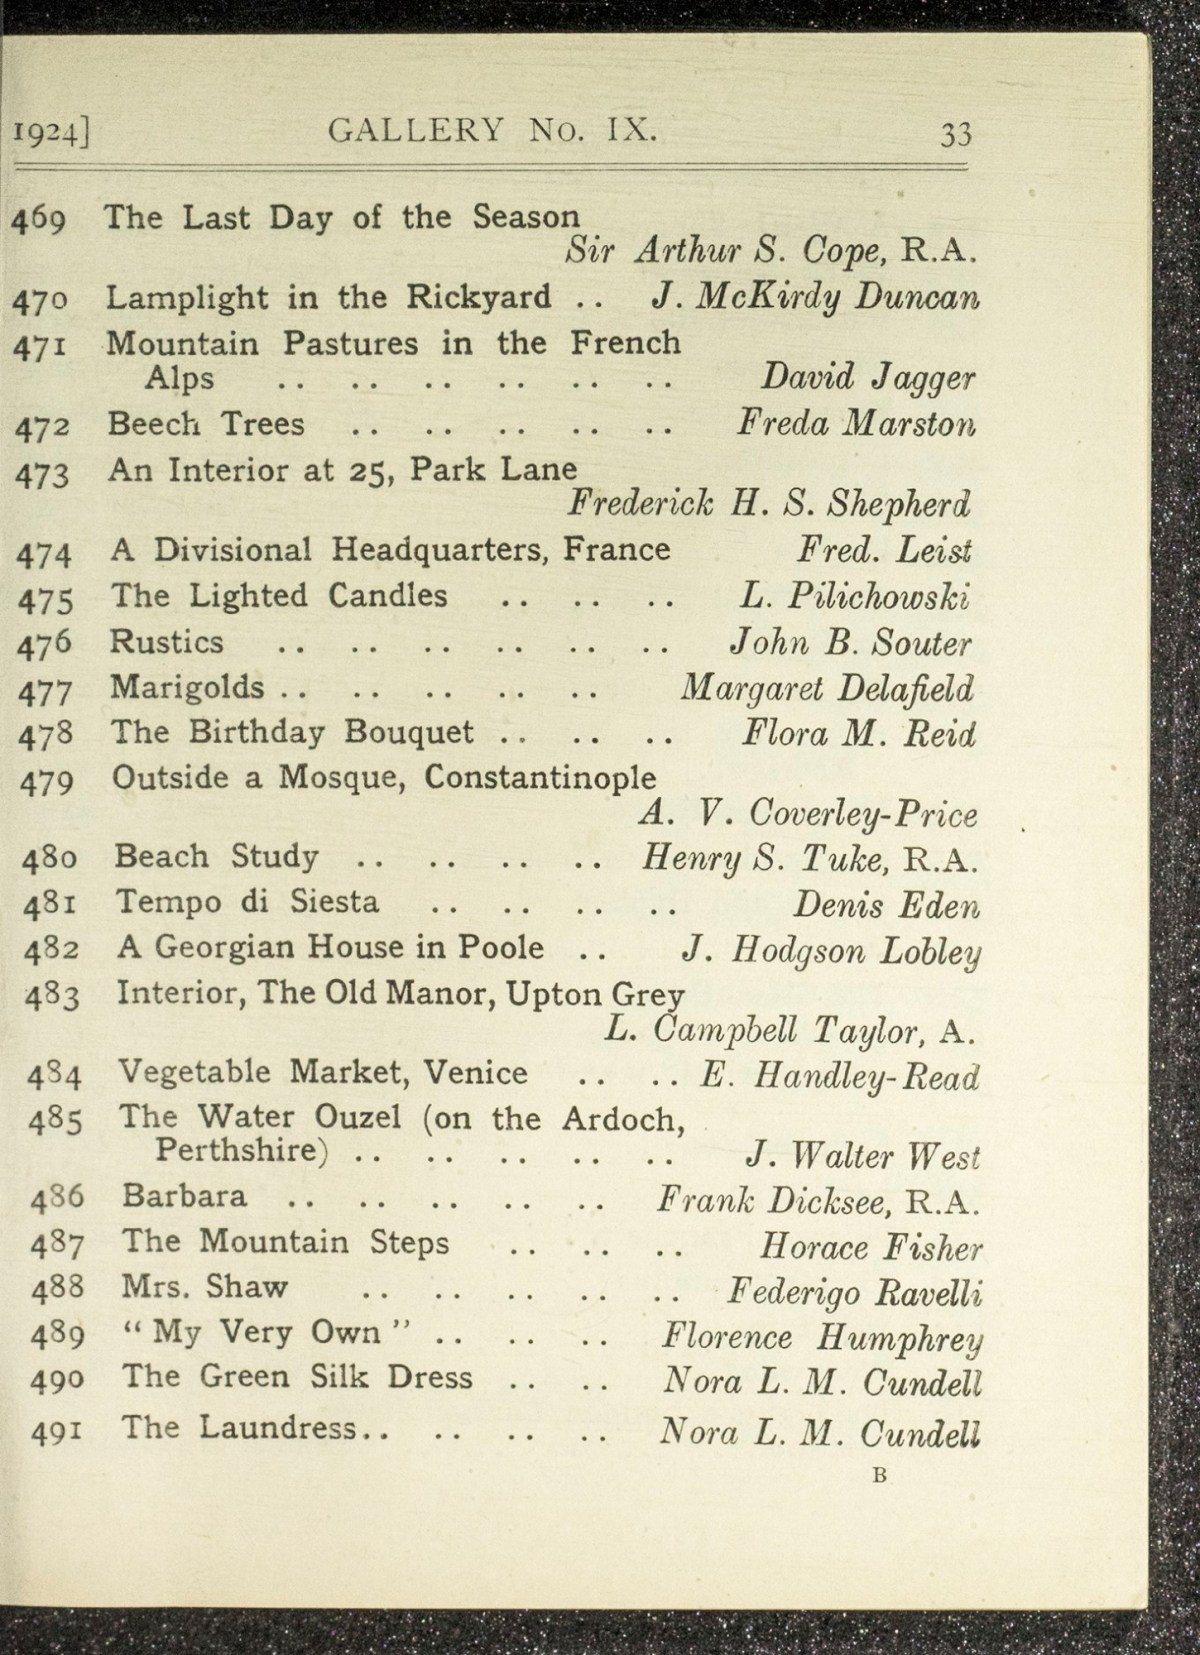 1924] GALLERY No. IX. 33
469 The Last Day of the Season
Sir Arthur S. Cope, R.A.
470 Lamplight in the Rickyard .. J. McKirdy Duncan
471 Mountain Pastures in the French
Alps .. .. .. .. .. .. David Jagger
472 Beech Trees .. .. .. .. .. Freda Marston
473 An Interior at 25, Park Lane
Frederick H. S. Shepherd
474 A Divisional Headquarters, France Fred. Leist
475 The Lighted Candles .. .. .. L. Pilichowski
476 Rustics .. .. .. .. .. .. John B. Souter
477 Marigolds .. .. .. .. .. Margaret Delafield
478 The Birthday Bouquet .. .. .. Flora M. Reid
479 Outside a Mosque, Constantinople
A. V. Coverley-Price
480 Beach Study .. .. .. .. Henry S. Tuke, R.A.
481 Tempo di Siesta .. .. .. .. Denis Eden
482 A Georgian House in Poole .. J. Hodgson Lobley
483 Interior, The Old Manor, Upton Grey
L. Campbell Taylor, A.
484 Vegetable Market, Venice .. .. E. Handley-Read
485 The Water Ouzel (on the Ardoch,
Perthshire) .. .. .. .. .. J. Walter West
486 Barbara .. .. .. .. .. Frank Dicksee, R.A.
487 The Mountain Steps .. .. .. Horace Fisher
488 Mrs. Shaw .. .. .. .. .. Federigo Ravelli
489 “My Very Own” .. .. .. Florence Humphrey
490 The Green Silk Dress .. .. Nora L. M. Cundell
491 The Laundress .. .. .. .. Nora L. M. Cundell
B